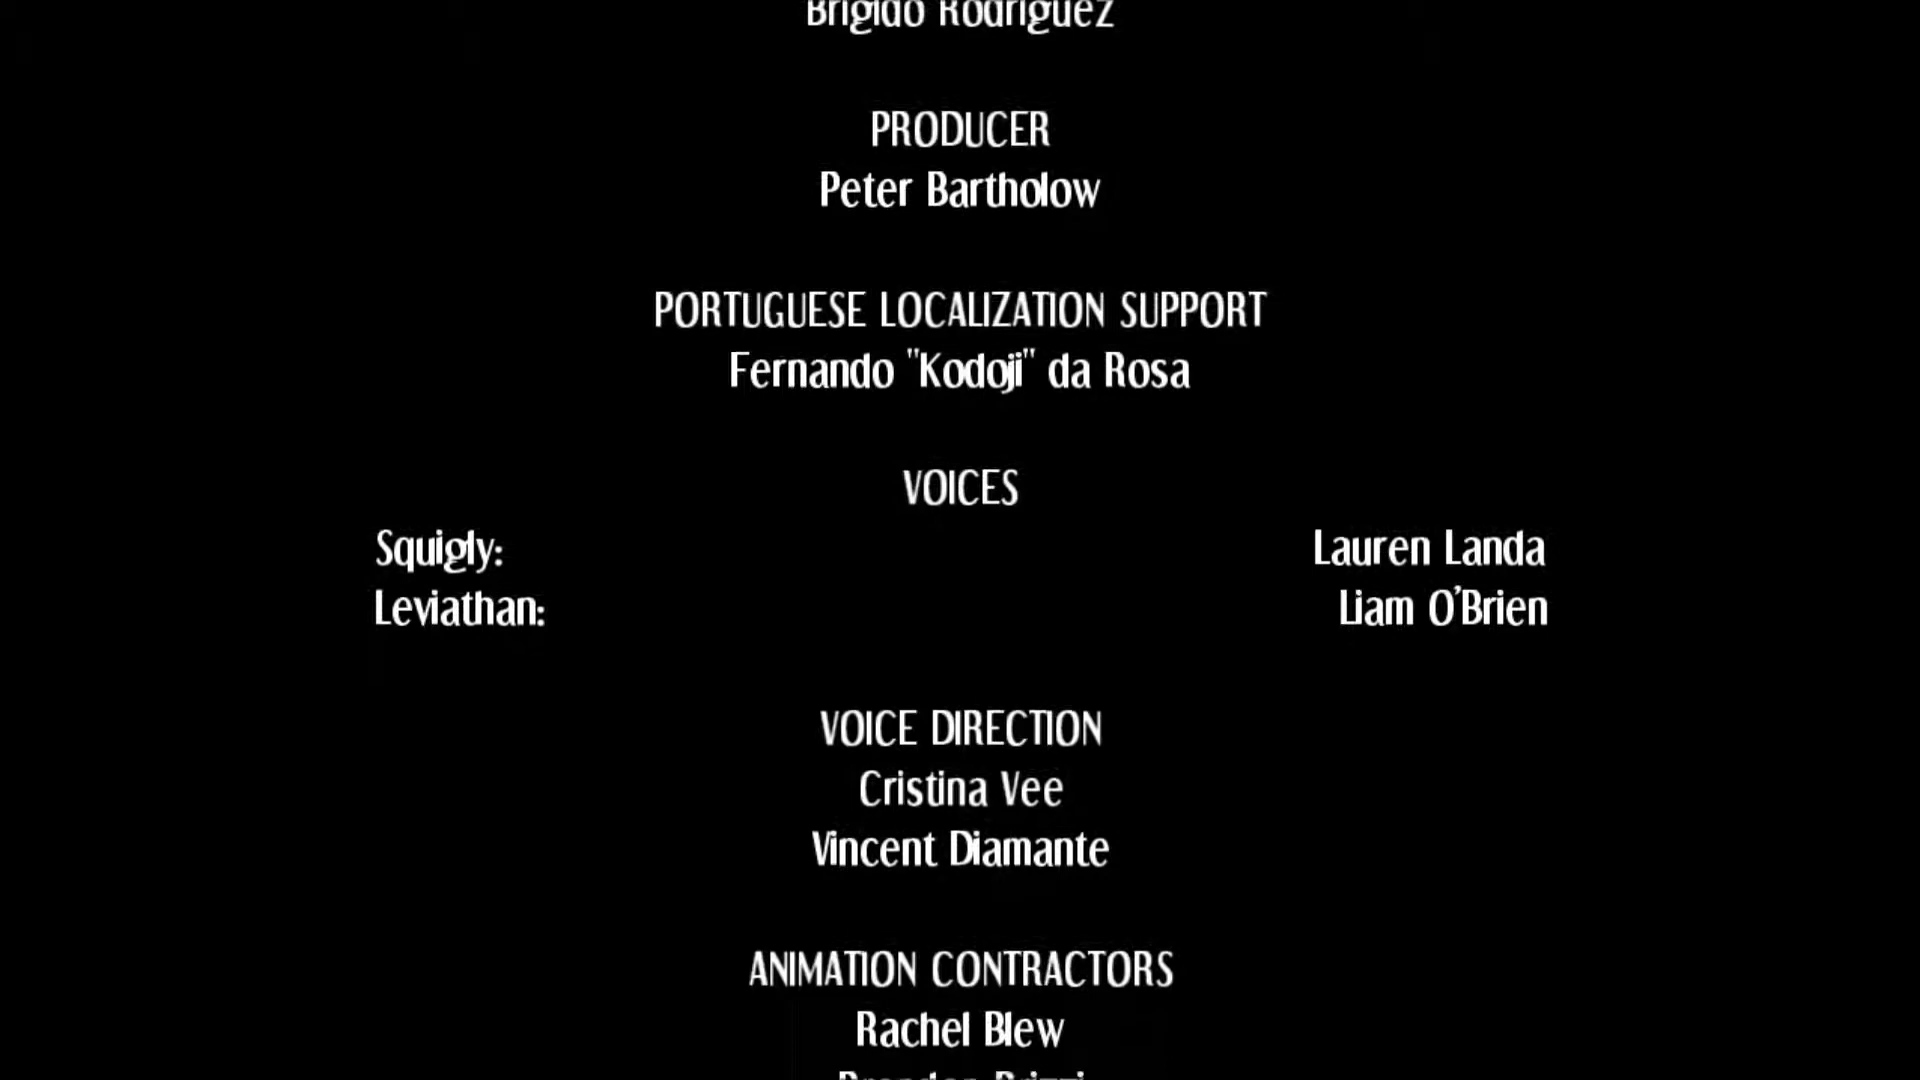 Brigido Rodriguez
PRODUCER
Peter Bartholow
PORTUGUESE LOCALIZATION SUPPORT
Fernando "Kodoji" da Rosa
VOICES
Squigly: Lauren Landa
Leviathan: Liam O'Brien
VOICE DIRECTION
Cristina Vee
Vincent Diamante
ANIMATION CONTRACTORS
Rachel Blew